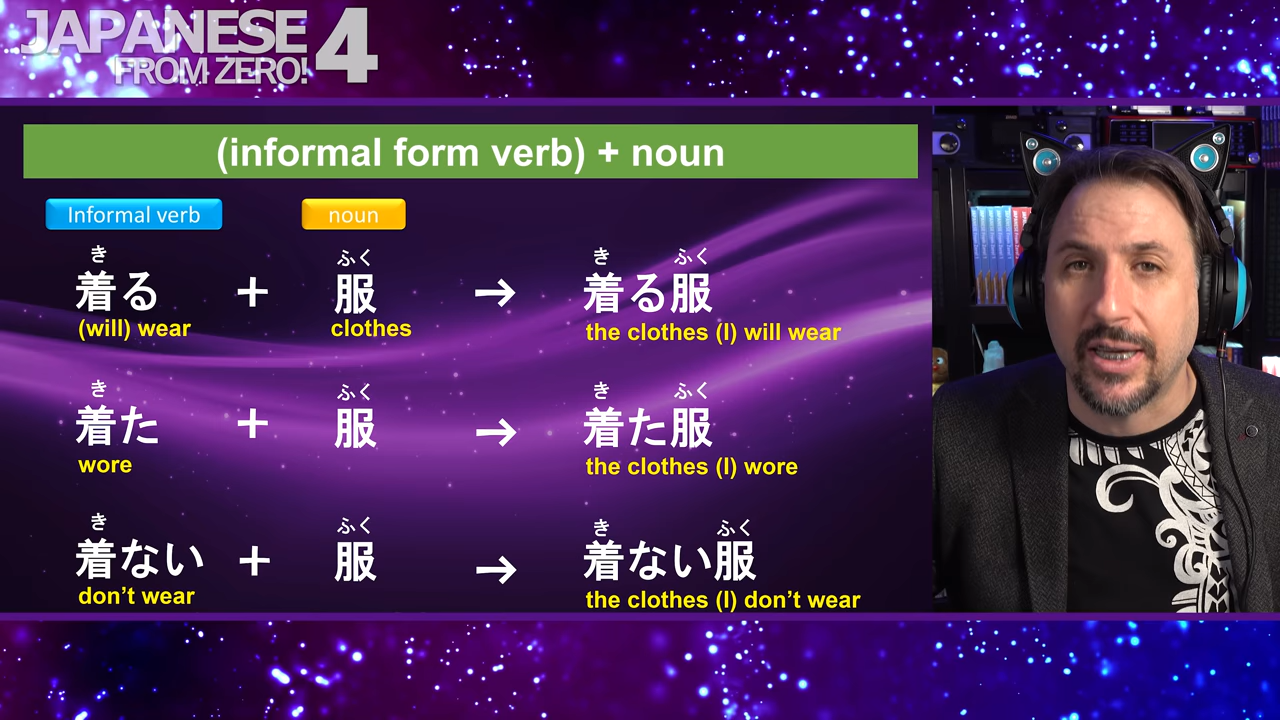 JAPANESE
FROM ZERO! 4
(informal form verb) + noun
Informal verb noun
き ふく き ふく
着る + 服 → 着る服
(will) wear clothes the clothes (I) will wear
き ふく き ふく
着た + 服 → 着た服
wore the clothes (I) wore
き ふく き ふく
着ない + 服 → 着ない服
don't wear the clothes (I) don't wear